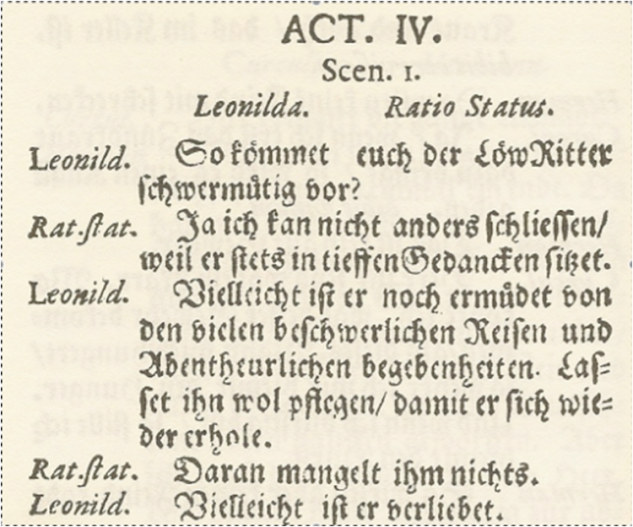 ACT. IV.
Scen. 1.
Leonilda. Ratio Status.
Leonild. So kömmet euch der LöwRitter
schwermütig vor?
Rat.stat. Ja ich kan nicht anders schliessen/
weil er stets in tieffen Gedancken sitzet.
Leonild. Vielleicht ist er noch ermüdet von
den vielen beschwerlichen Reisen und
Abentheurlichen begebenheiten. Las-
set ihn wol pflegen/ damit er sich wie-
der erhole.
Rat.stat. Daran mangelt ihm nichts.
Leonild. Vielleicht ist er verliebet.